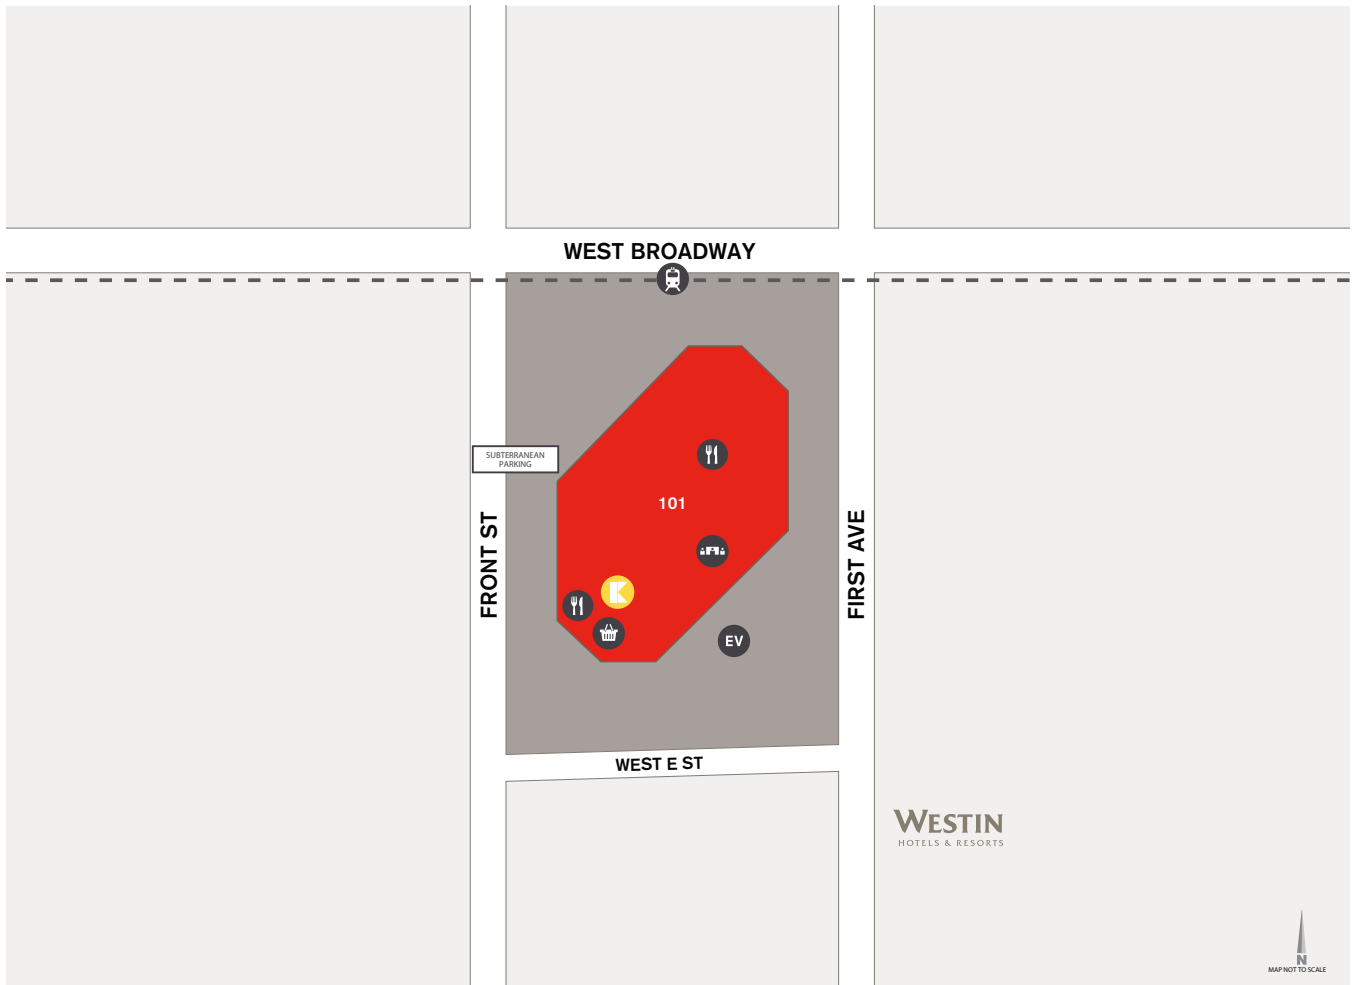 WEST BROADWAY
SUBTERRANEAN
PARKING
101
FRONT ST
FIRST AVE
K
EV
WEST E ST
WESTIN
HOTELS & RESORTS
N
MAP NOT TO SCALE